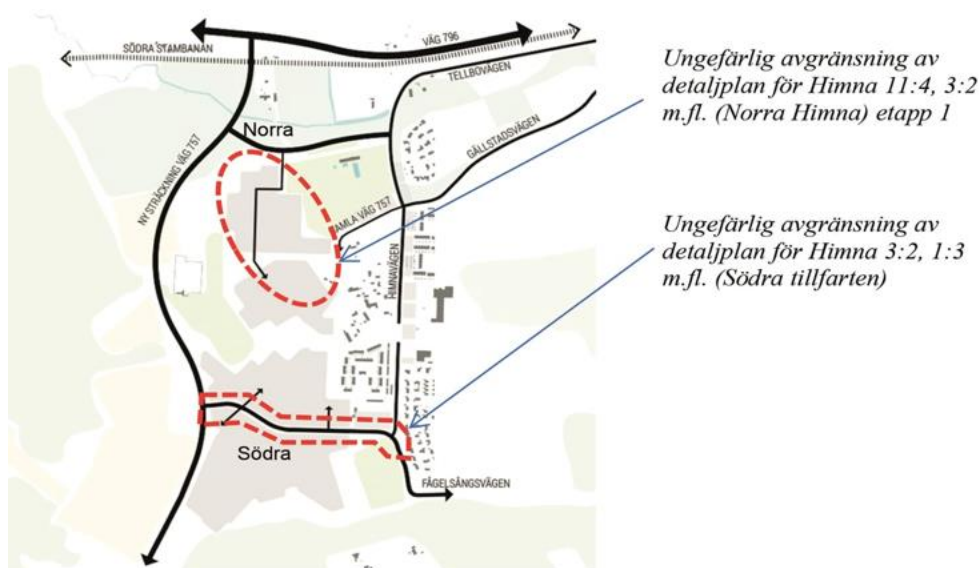 VÄG 796
SÖDRA STAMBANAN
TELLBOVÄGEN
GÄLLSTADSVÄGEN
Norra
NY STRÄCKNING VÄG 757
AMLA VÄG 757
HIMNAVÄGEN
Södra
FÅGELSÅNGSVÄGEN
Ungefärlig avgränsning av
detaljplan för Himna 11:4, 3:2
m.fl. (Norra Himna) etapp 1
Ungefärlig avgränsning av
detaljplan för Himna 3:2, 1:3
m.fl. (Södra tillfarten)